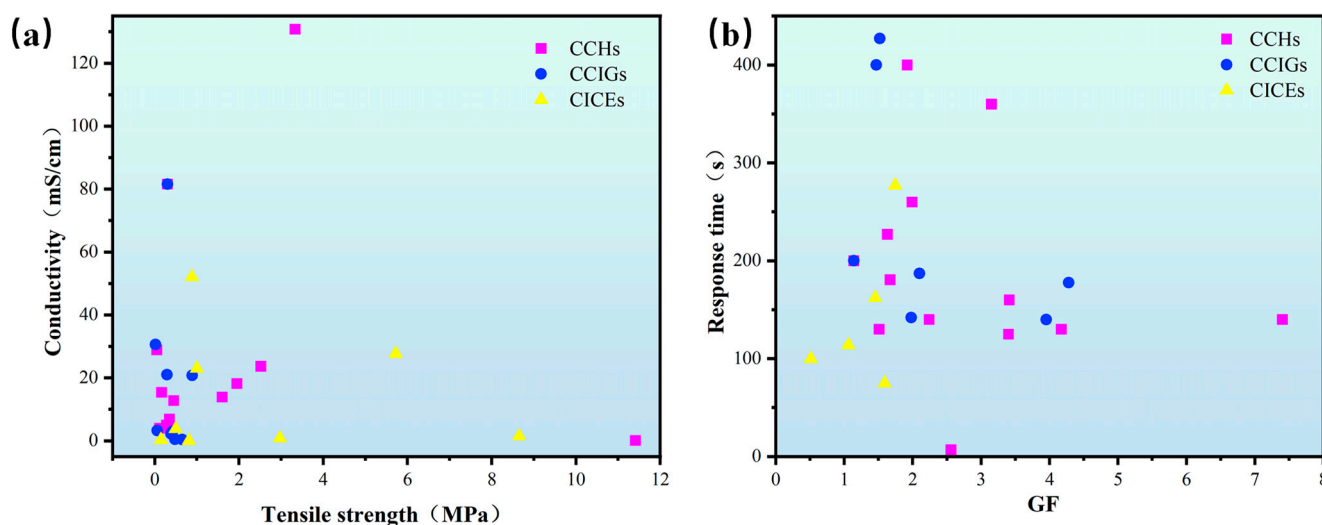 (a)
CCHs
CCIGs
CICEs
Conductivity（mS/cm）
120
100
80
60
40
20
0
0 2 4 6 8 10 12
Tensile strength（MPa）
(b)
CCHs
CCIGs
CICEs
Response time（s）
400
300
200
100
0
0 1 2 3 4 5 6 7 8
GF